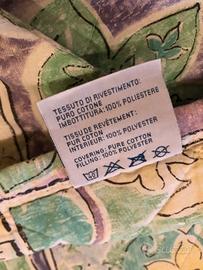 TESSUTO DI RIVESTIMENTO:
PURO COTONE
IMBOTTITURA: 100% POLIESTERE
TISSU DE REVÊTEMENT:
PUR COTON
INTERIEUR: 100% POLYESTER
COVERING: PURE COTTON
FILLING: 100% POLYESTER